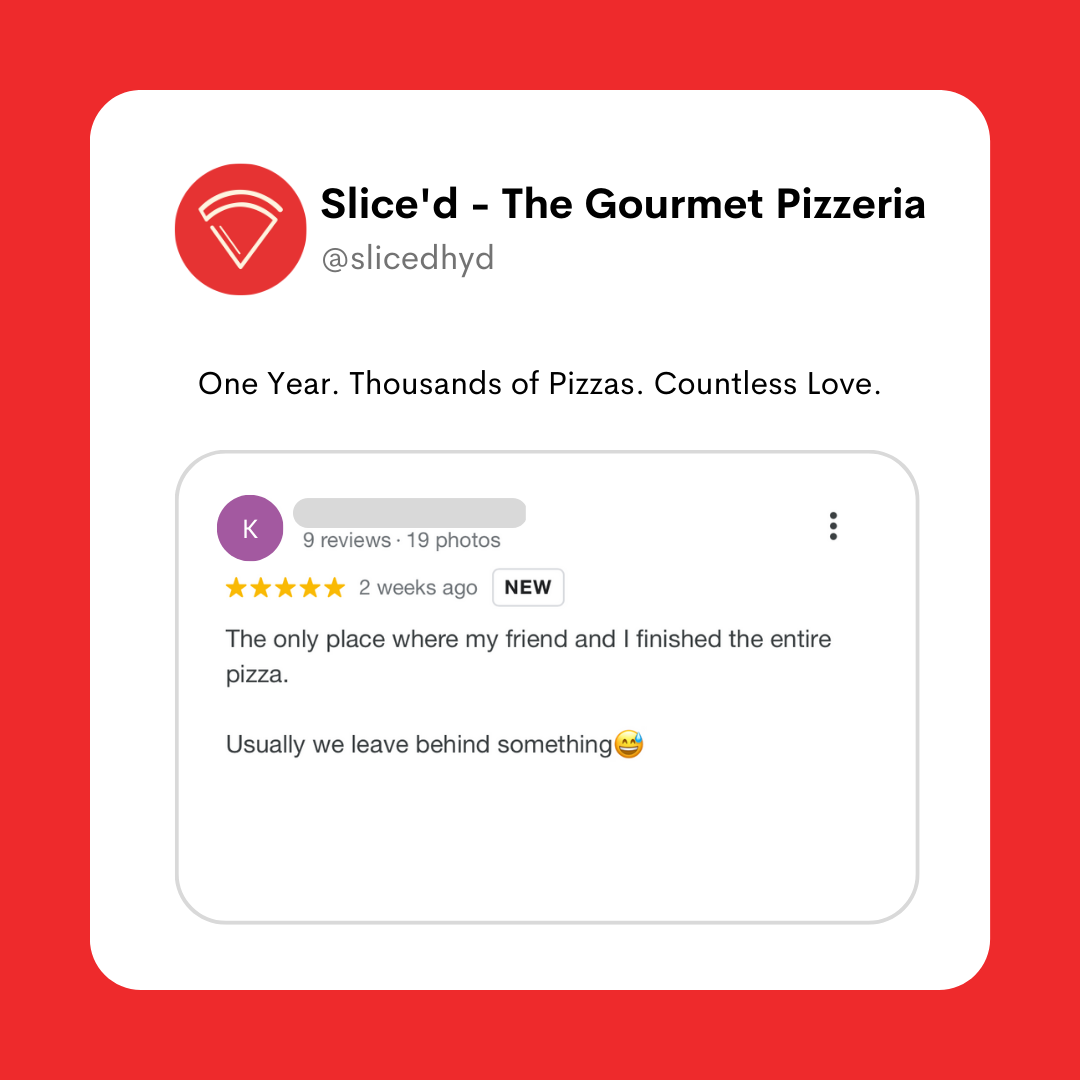 Slice'd - The Gourmet Pizzeria
@slicedhyd
One Year. Thousands of Pizzas. Countless Love.
K
9 reviews · 19 photos
2 weeks ago NEW
The only place where my friend and I finished the entire
pizza.
Usually we leave behind something😅